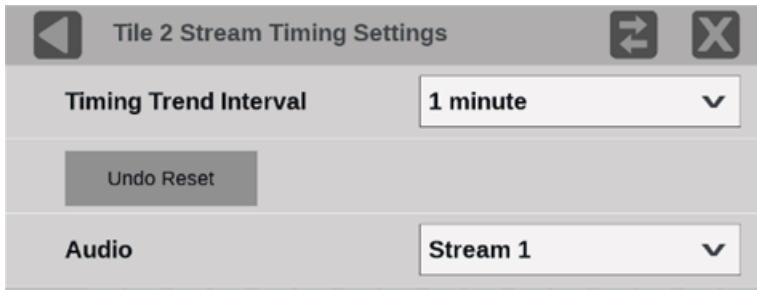 Tile 2 Stream Timing Settings
Timing Trend Interval 1 minute
Undo Reset
Audio Stream 1